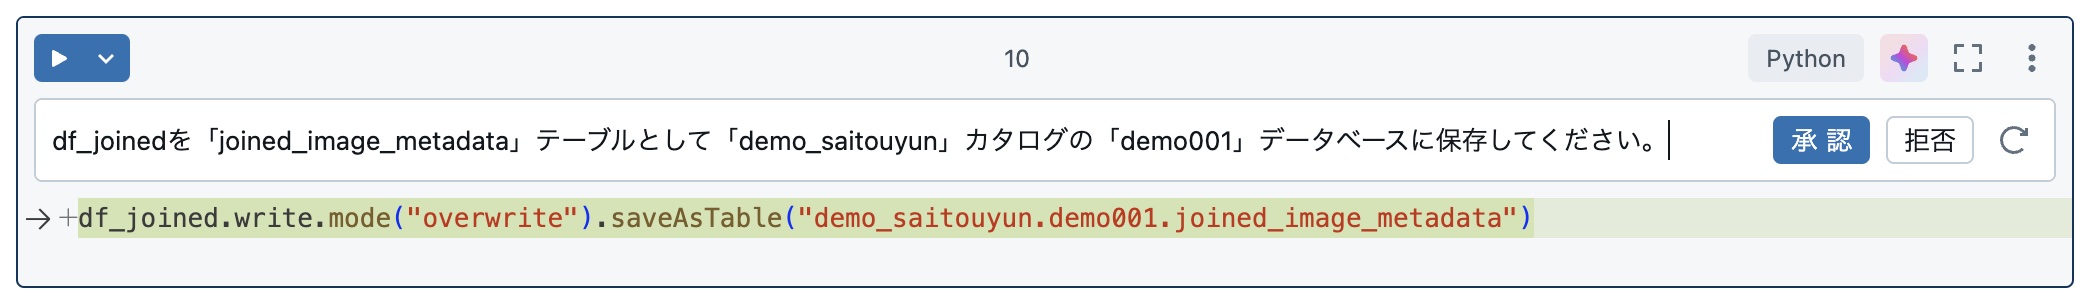 10
Python
df_joinedを「joined_image_metadata」テーブルとして「demo_saitouyun」カタログの「demo001」データベースに保存してください。
承認
拒否
+df_joined.write.mode("overwrite").saveAsTable("demo_saitouyun.demo001.joined_image_metadata")